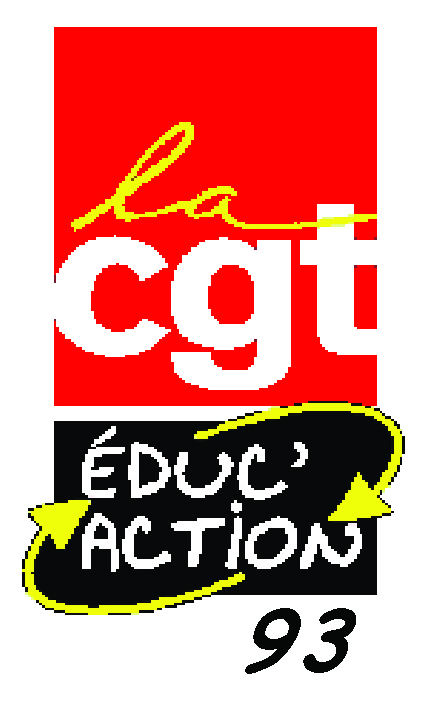 la
cgt
ÉDUC'
ACTION
93